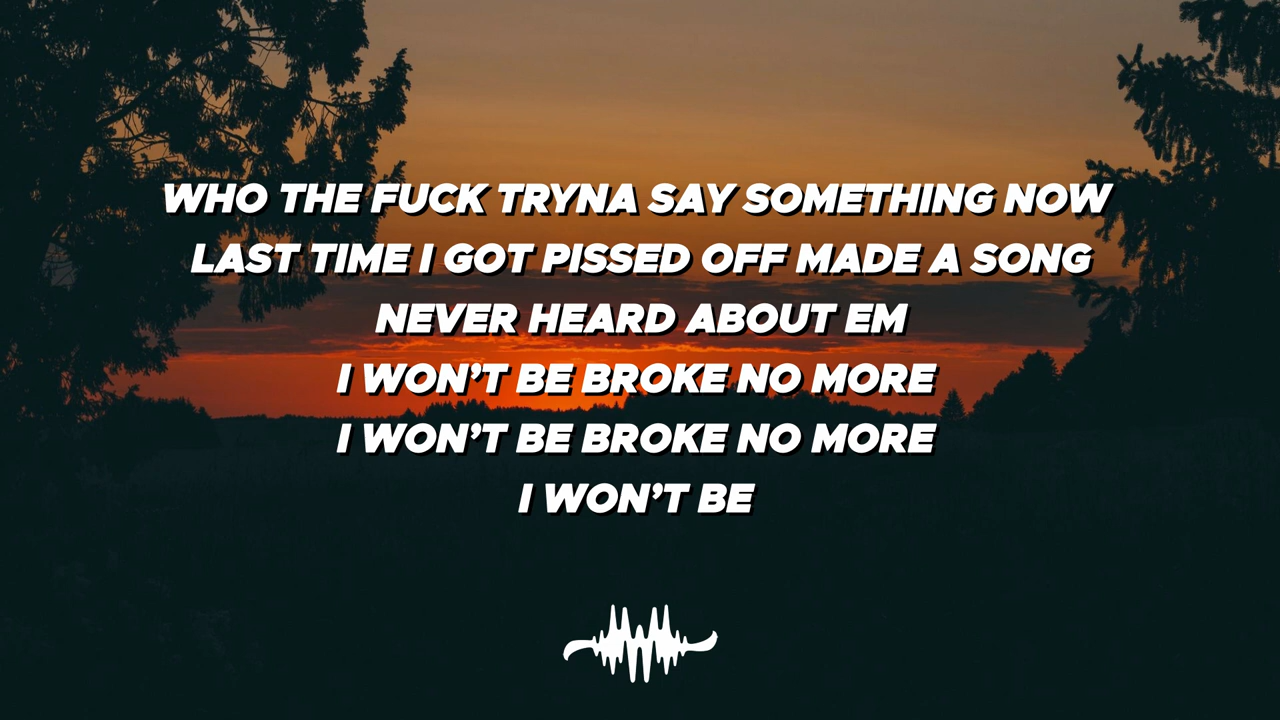 WHO THE FUCK TRYNA SAY SOMETHING NOW
LAST TIME I GOT PISSED OFF MADE A SONG
NEVER HEARD ABOUT EM
I WON’T BE BROKE NO MORE
I WON’T BE BROKE NO MORE
I WON’T BE